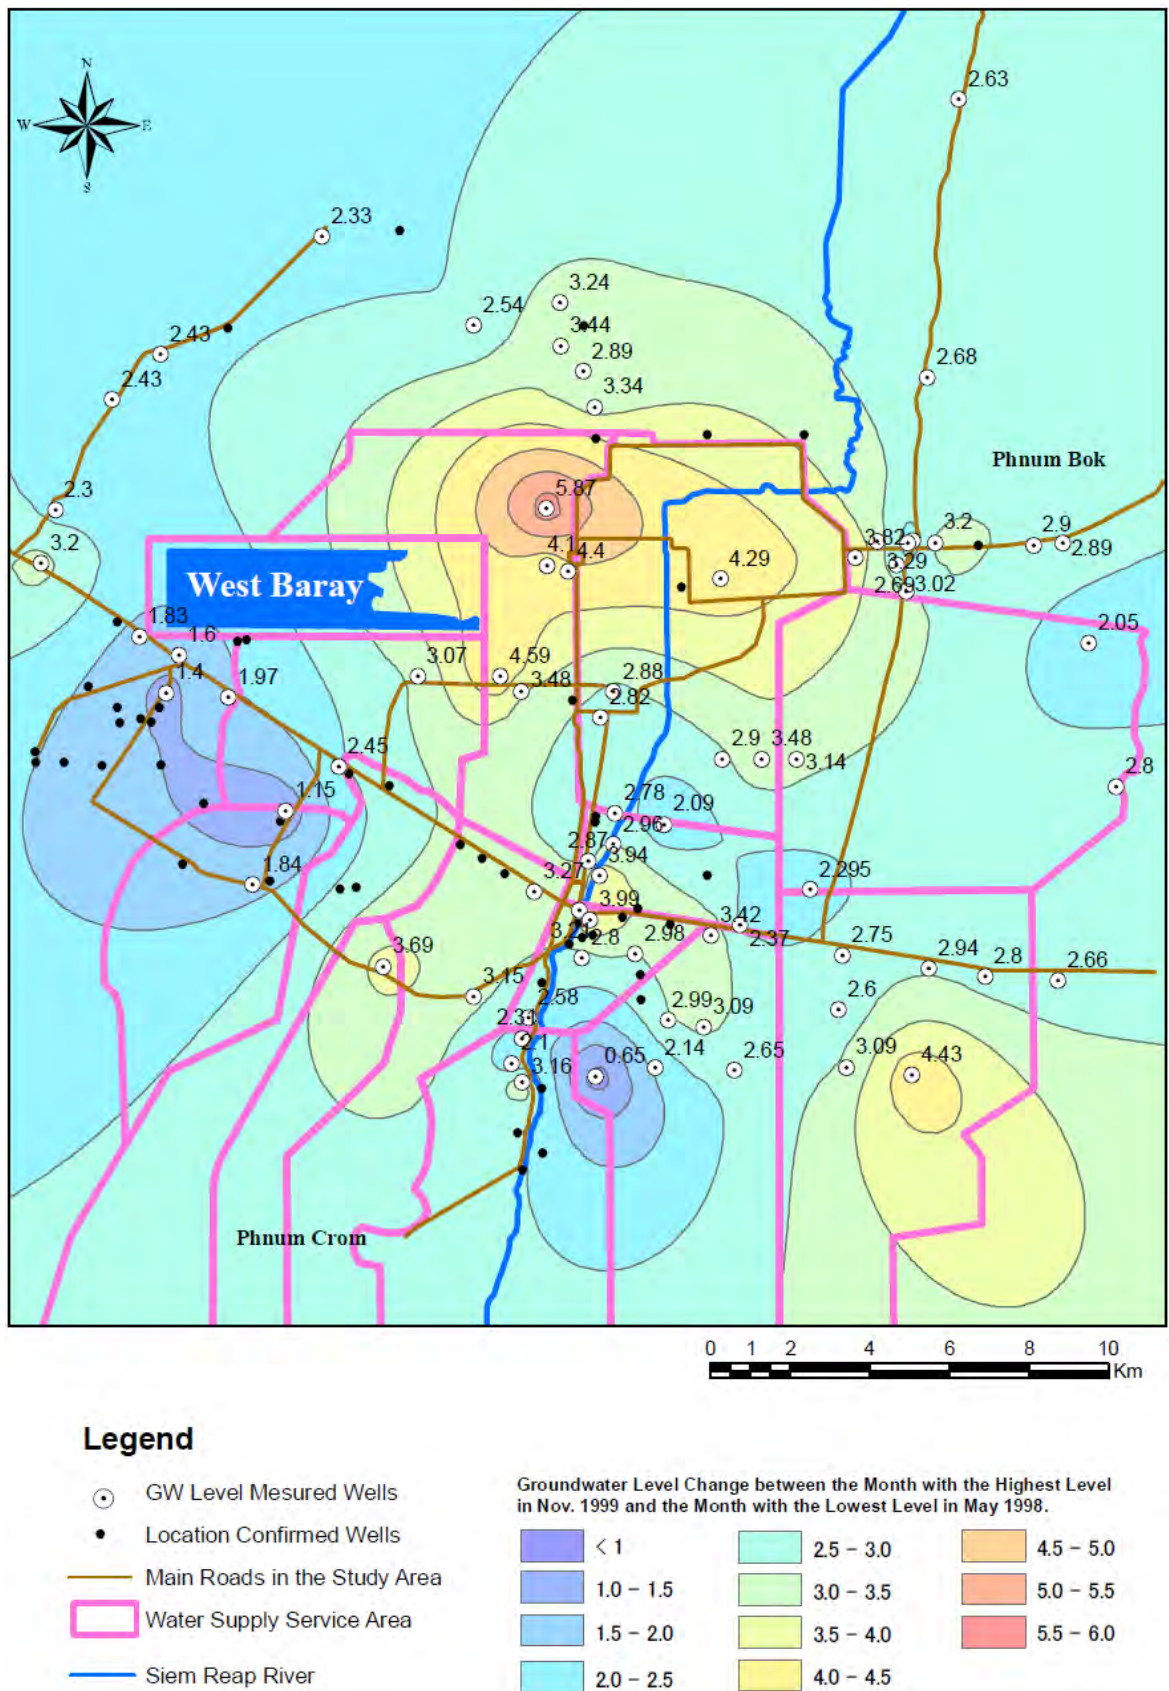 N
W E
S
2.63
2.33
3.24
2.54
3.44
2.43
2.89
2.68
2.43
3.34
Phnum Bok
5.87
2.3
3.2
3.82
3.2
2.9
2.89
4.1
4.4
4.29
3.29
West Baray
2.69
3.02
1.83
1.6
2.05
1.4
1.97
3.07
4.59
3.48
2.88
2.82
2.45
2.9
3.48
3.14
2.8
1.15
2.78
2.09
2.96
2.87
3.94
1.84
3.27
2.295
3.99
3.42
2.8
2.98
2.37
2.75
3.69
2.94
2.8
2.66
3.15
2.58
2.99
3.09
2.6
2.31
2.1
3.16
0.65
2.14
2.65
3.09
4.43
Phnum Crom
0 1 2 4 6 8 10
Km
Legend
GW Level Mesured Wells
Location Confirmed Wells
Main Roads in the Study Area
Water Supply Service Area
Siem Reap River
Groundwater Level Change between the Month with the Highest Level
in Nov. 1999 and the Month with the Lowest Level in May 1998.
< 1
1.0 – 1.5
1.5 – 2.0
2.0 – 2.5
2.5 – 3.0
3.0 – 3.5
3.5 – 4.0
4.0 – 4.5
4.5 – 5.0
5.0 – 5.5
5.5 – 6.0